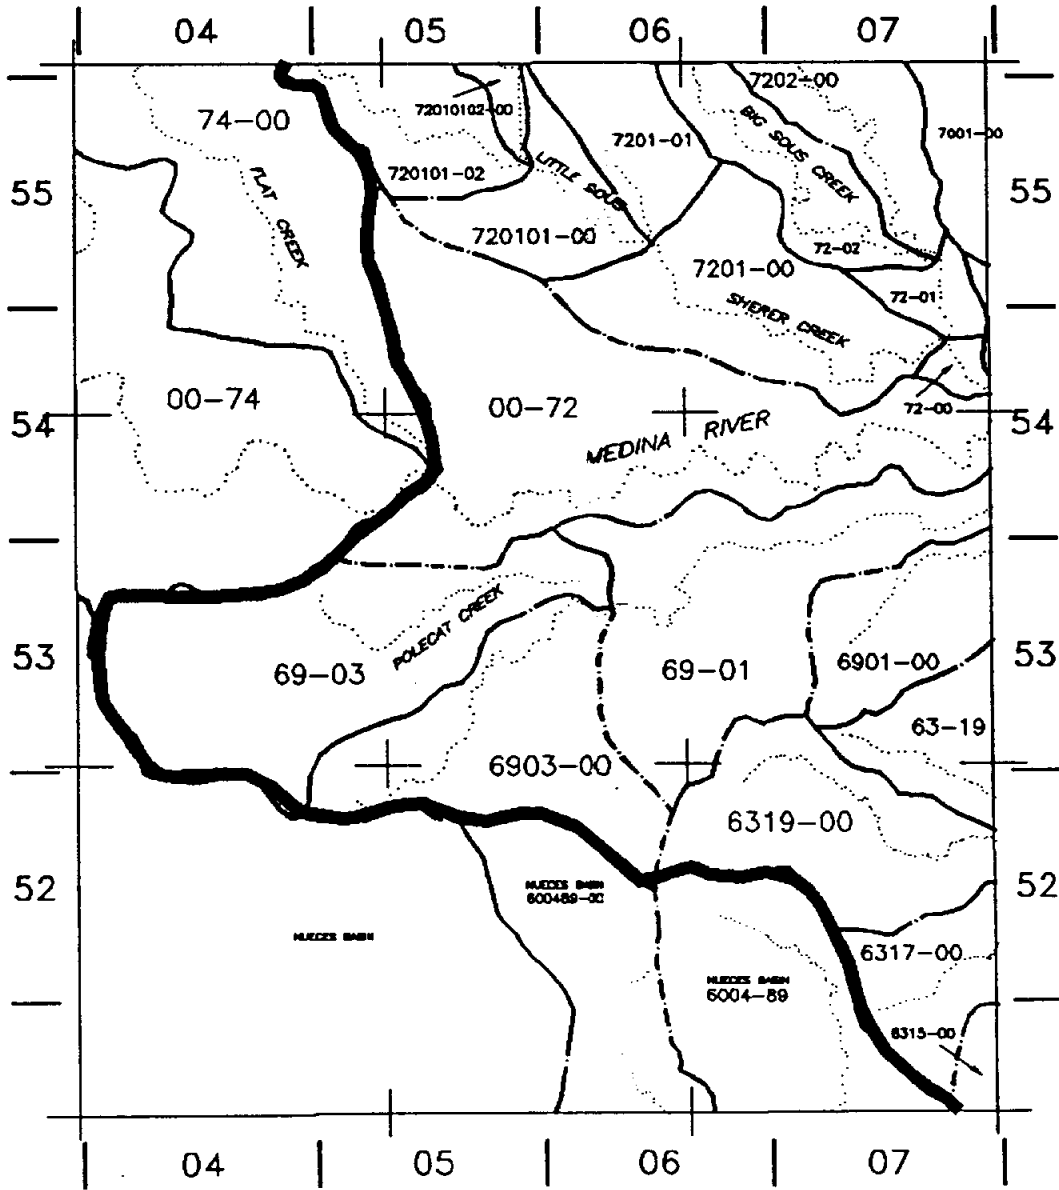 04 05 06 07
7202-00
74-00
72010102-00
7201-01
BIG SOUS CREEK
7001-00
720101-02
LITTLE SOUS
55
55
FLAT CREEK
720101-00
72-02
7201-00
72-01
SHERER CREEK
00-74
00-72
72-00
54
54
MEDINA RIVER
POLECAT CREEK
53
53
69-03
69-01
6901-00
63-19
6903-00
6319-00
52
52
NUECES BASIN
600489-00
NUECES BASIN
6317-00
NUECES BASIN
6004-89
6315-00
04 05 06 07